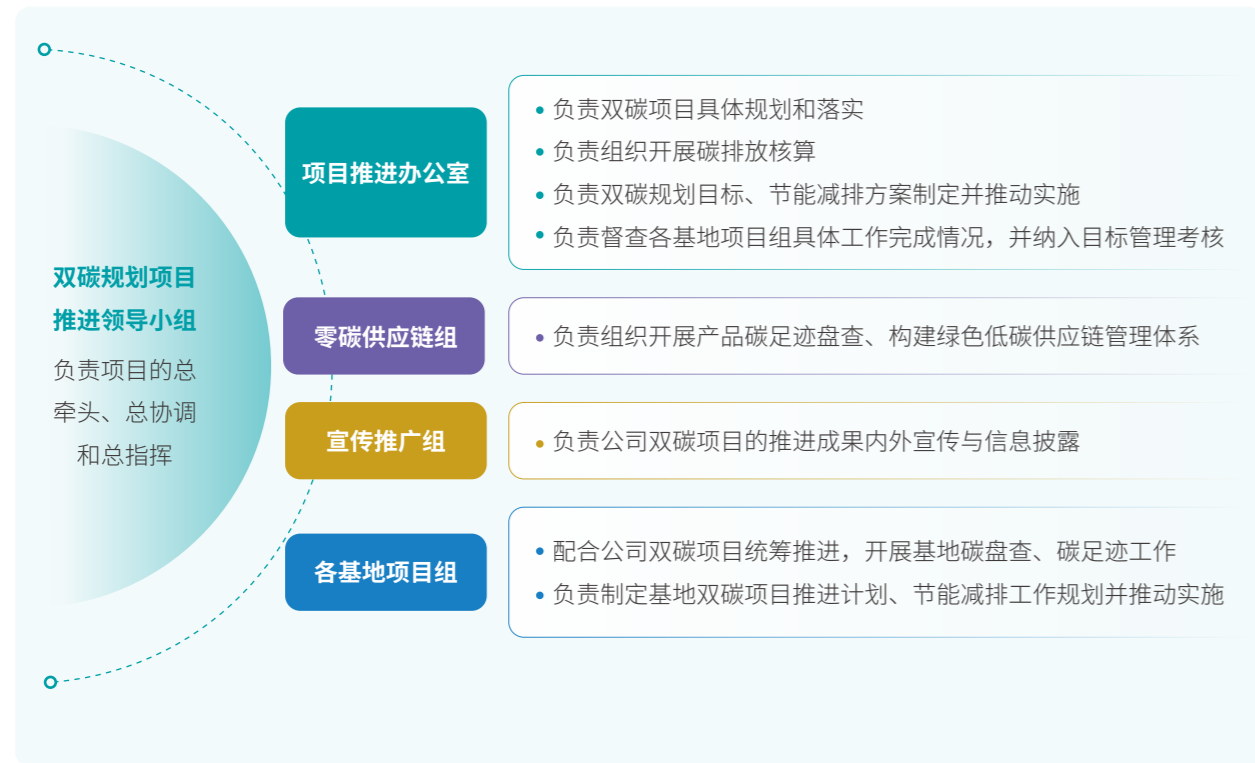 双碳规划项目
推进领导小组
负责项目的总
牵头、总协调
和总指挥
项目推进办公室
负责双碳项目具体规划和落实
负责组织开展碳排放核算
负责双碳规划目标、节能减排方案制定并推动实施
负责督查各基地项目组具体工作完成情况，并纳入目标管理考核
零碳供应链组
负责组织开展产品碳足迹盘查、构建绿色低碳供应链管理体系
宣传推广组
负责公司双碳项目的推进成果内外宣传与信息披露
各基地项目组
配合公司双碳项目统筹推进，开展基地碳盘查、碳足迹工作
负责制定基地双碳项目推进计划、节能减排工作规划并推动实施